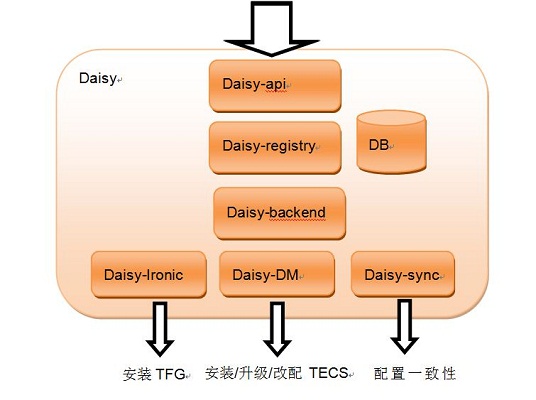 Daisy
Daisy-api
Daisy-registry
DB
Daisy-backend
Daisy-Ironic
Daisy-DM
Daisy-sync
安装 TFG
安装/升级/改配 TECS
配置一致性